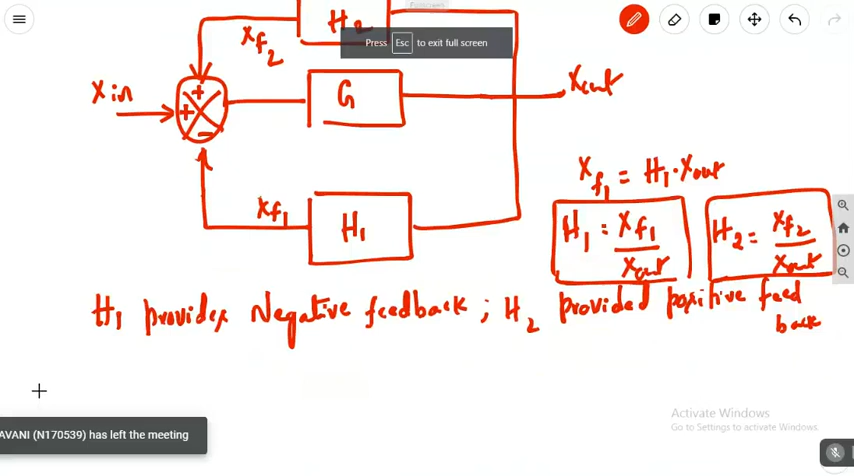 H2
Press Esc to exit full screen
Xf2
Xin
+
+
-
G
Xout
Xf1 = H1·Xout
Xf1
H1
H1 = Xf1/Xout
H2 = Xf2/Xout
H1 provides Negative feedback ; H2 provided positive feed
back
Activate Windows
Go to Settings to activate Windows.
AVANI (N170539) has left the meeting